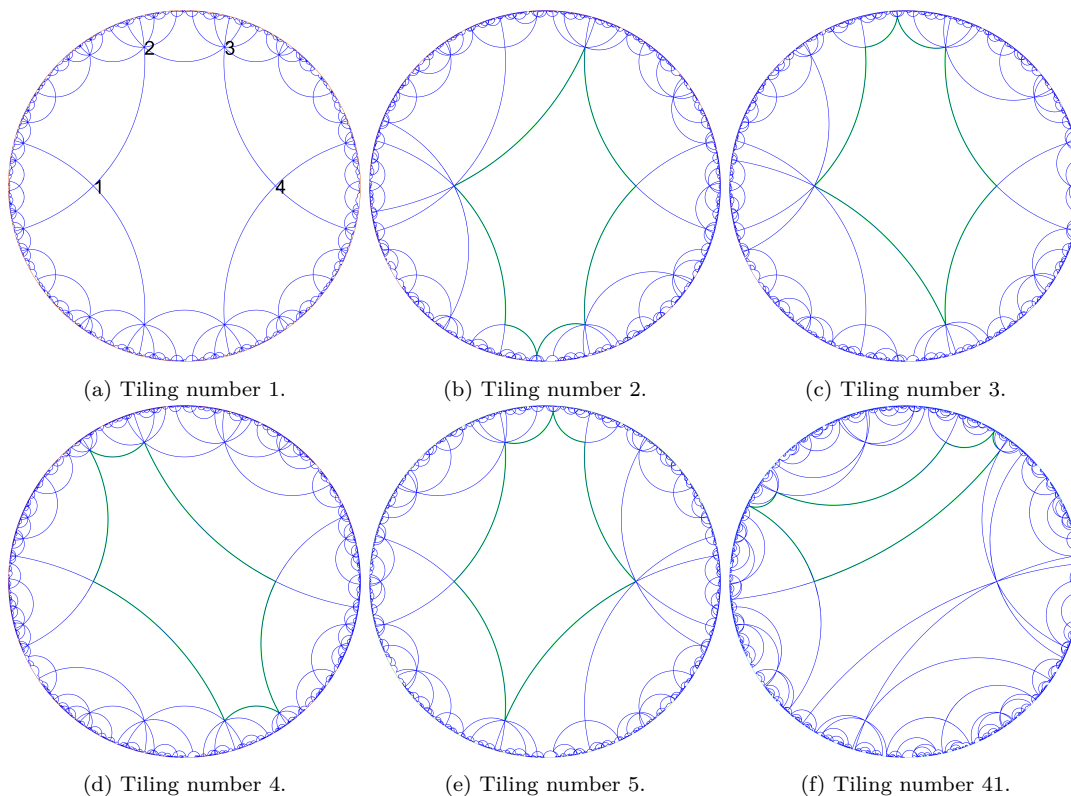 2 3
1 4
(a) Tiling number 1.
(b) Tiling number 2.
(c) Tiling number 3.
(d) Tiling number 4.
(e) Tiling number 5.
(f) Tiling number 41.